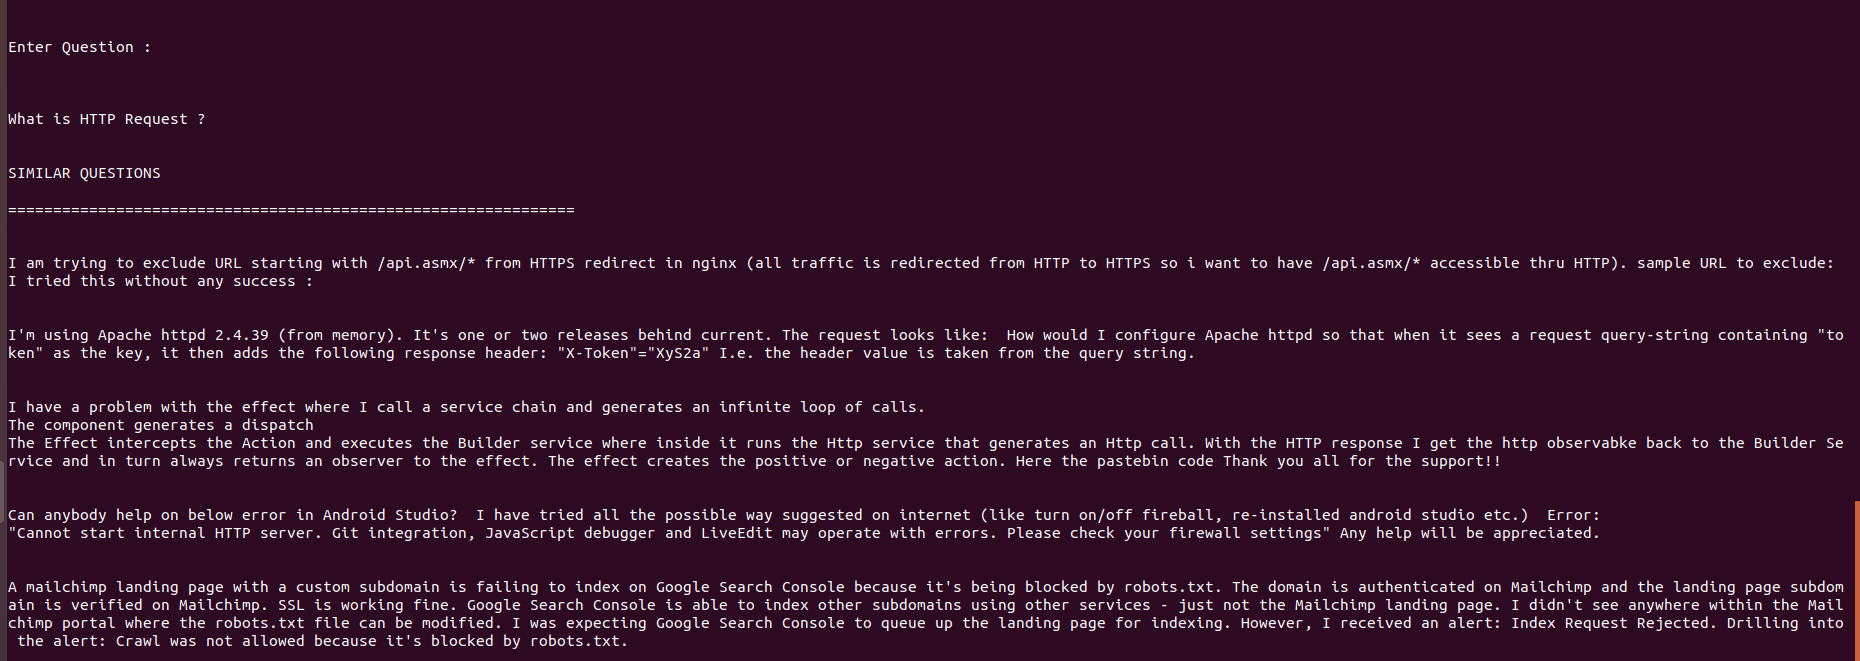 Enter Question :
What is HTTP Request ?
SIMILAR QUESTIONS
===============================================================
I am trying to exclude URL starting with /api.asmx/* from HTTPS redirect in nginx (all traffic is redirected from HTTP to HTTPS so i want to have /api.asmx/* accessible thru HTTP). sample URL to exclude:
I tried this without any success :
I'm using Apache httpd 2.4.39 (from memory). It's one or two releases behind current. The request looks like:  How would I configure Apache httpd so that when it sees a request query-string containing "to
ken" as the key, it then adds the following response header: "X-Token"="XyS2a" I.e. the header value is taken from the query string.
I have a problem with the effect where I call a service chain and generates an infinite loop of calls.
The component generates a dispatch
The Effect intercepts the Action and executes the Builder service where inside it runs the Http service that generates an Http call. With the HTTP response I get the http observabke back to the Builder Se
rvice and in turn always returns an observer to the effect. The effect creates the positive or negative action. Here the pastebin code Thank you all for the support!!
Can anybody help on below error in Android Studio?  I have tried all the possible way suggested on internet (like turn on/off fireball, re-installed android studio etc.)  Error:
"Cannot start internal HTTP server. Git integration, JavaScript debugger and LiveEdit may operate with errors. Please check your firewall settings" Any help will be appreciated.
A mailchimp landing page with a custom subdomain is failing to index on Google Search Console because it's being blocked by robots.txt. The domain is authenticated on Mailchimp and the landing page subdom
ain is verified on Mailchimp. SSL is working fine. Google Search Console is able to index other subdomains using other services - just not the Mailchimp landing page. I didn't see anywhere within the Mail
chimp portal where the robots.txt file can be modified. I was expecting Google Search Console to queue up the landing page for indexing. However, I received an alert: Index Request Rejected. Drilling into
 the alert: Crawl was not allowed because it's blocked by robots.txt.